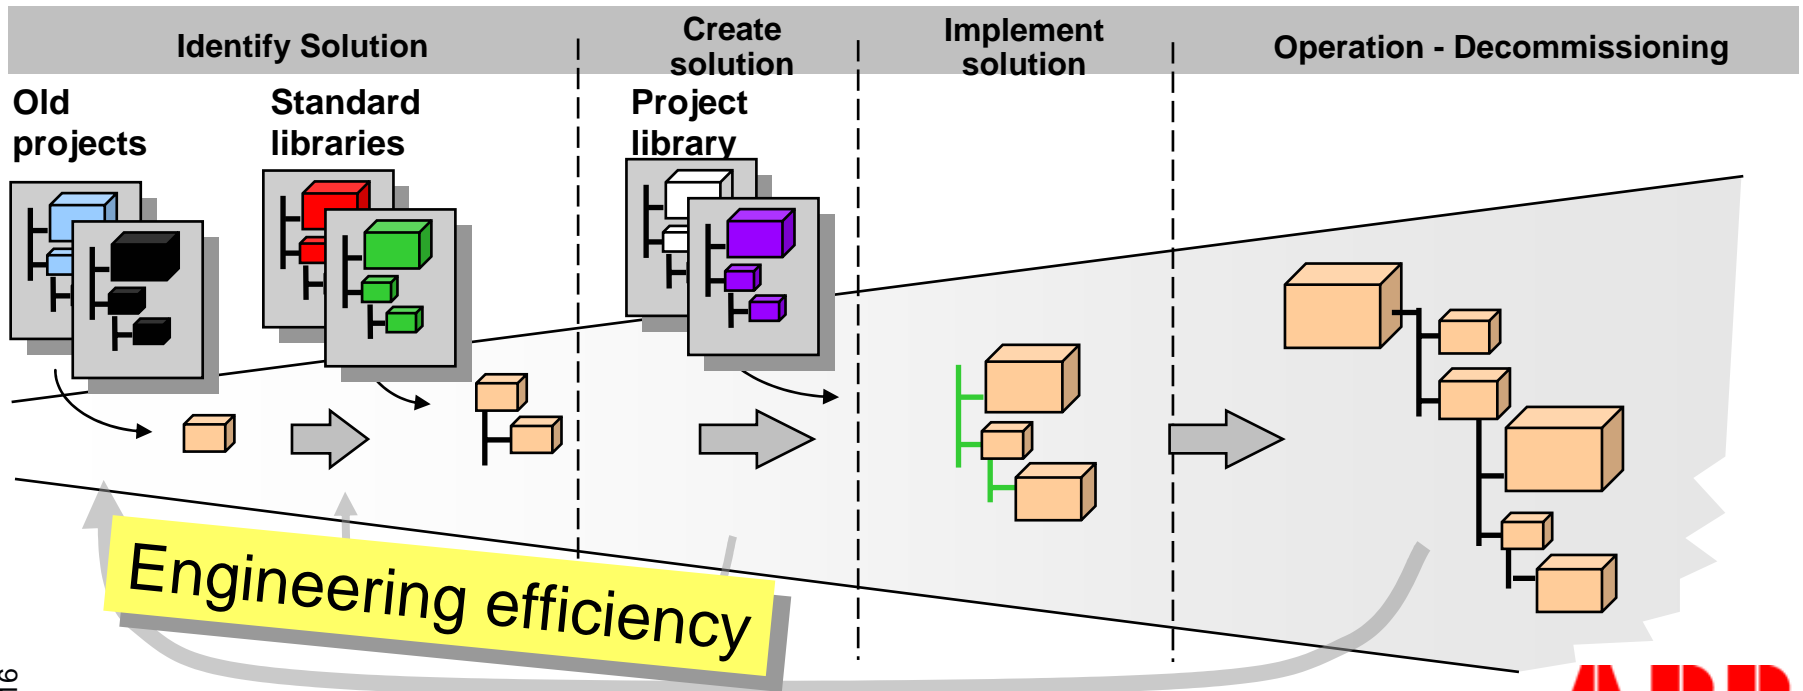 Identify Solution
Create
solution
Implement
solution
Operation - Decommissioning
Old
projects
Standard
libraries
Project
library
Engineering efficiency